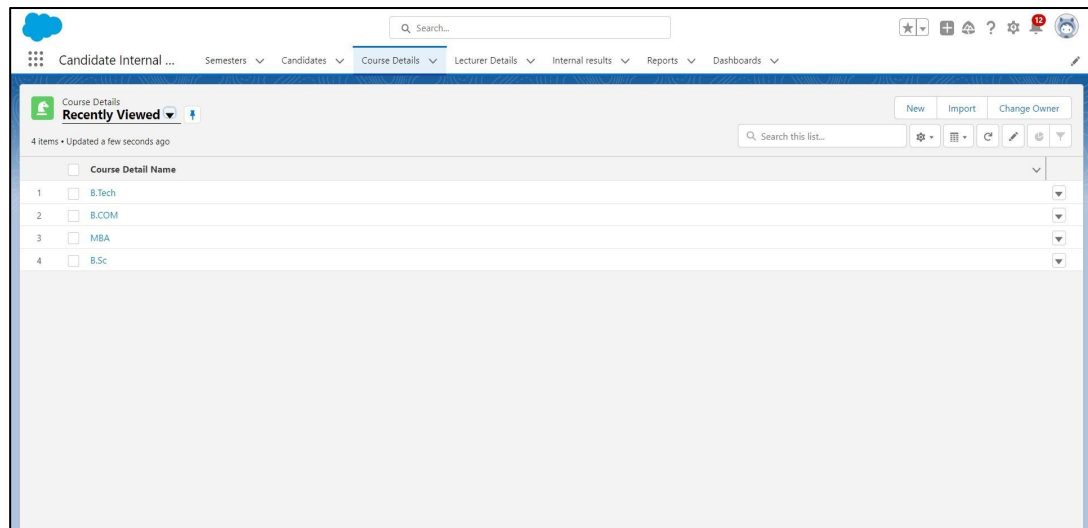 Search...
12
Candidate Internal ... Semesters Candidates Course Details Lecturer Details Internal results Reports Dashboards
Course Details
Recently Viewed
New Import Change Owner
4 items • Updated a few seconds ago
Search this list...
Course Detail Name
1 B.Tech
2 B.COM
3 MBA
4 B.Sc